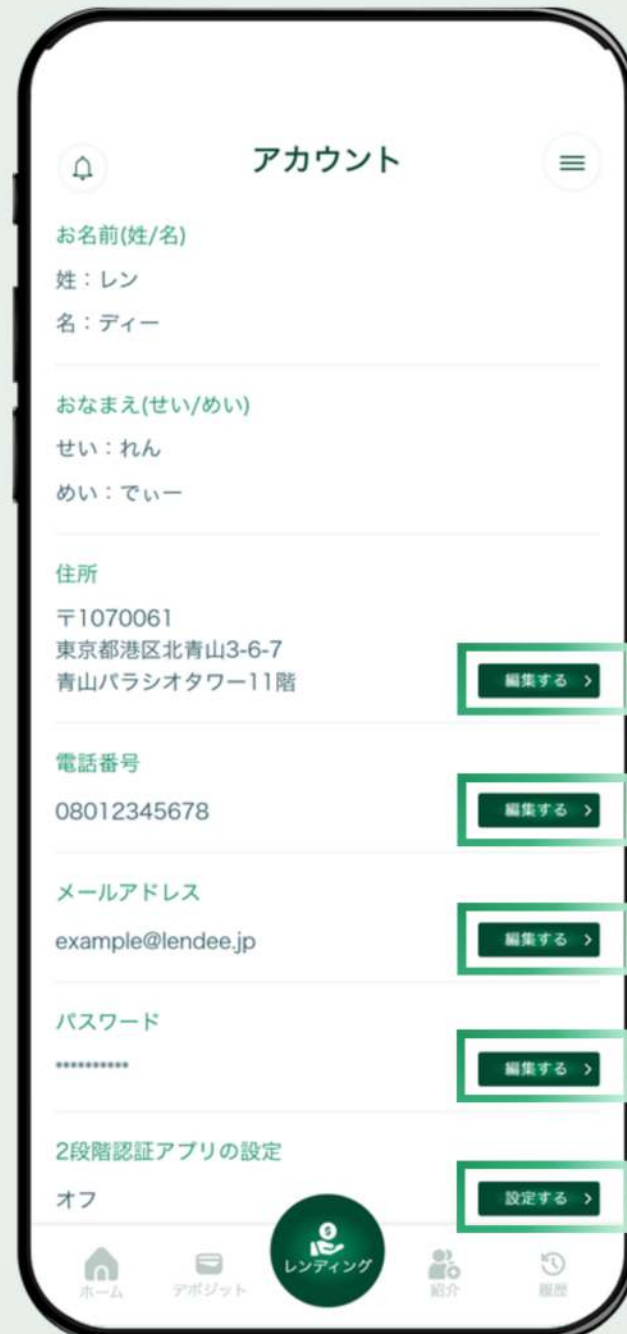 アカウント
お名前(姓/名)
姓：レン
名：ディー
おなまえ(せい/めい)
せい：れん
めい：でぃー
住所
〒1070061
東京都港区北青山3-6-7
青山パラシオタワー11階
編集する
電話番号
08012345678
編集する
メールアドレス
example@lendee.jp
編集する
パスワード
**********
編集する
2段階認証アプリの設定
オフ
設定する
ホーム
デポジット
レンディング
紹介
履歴